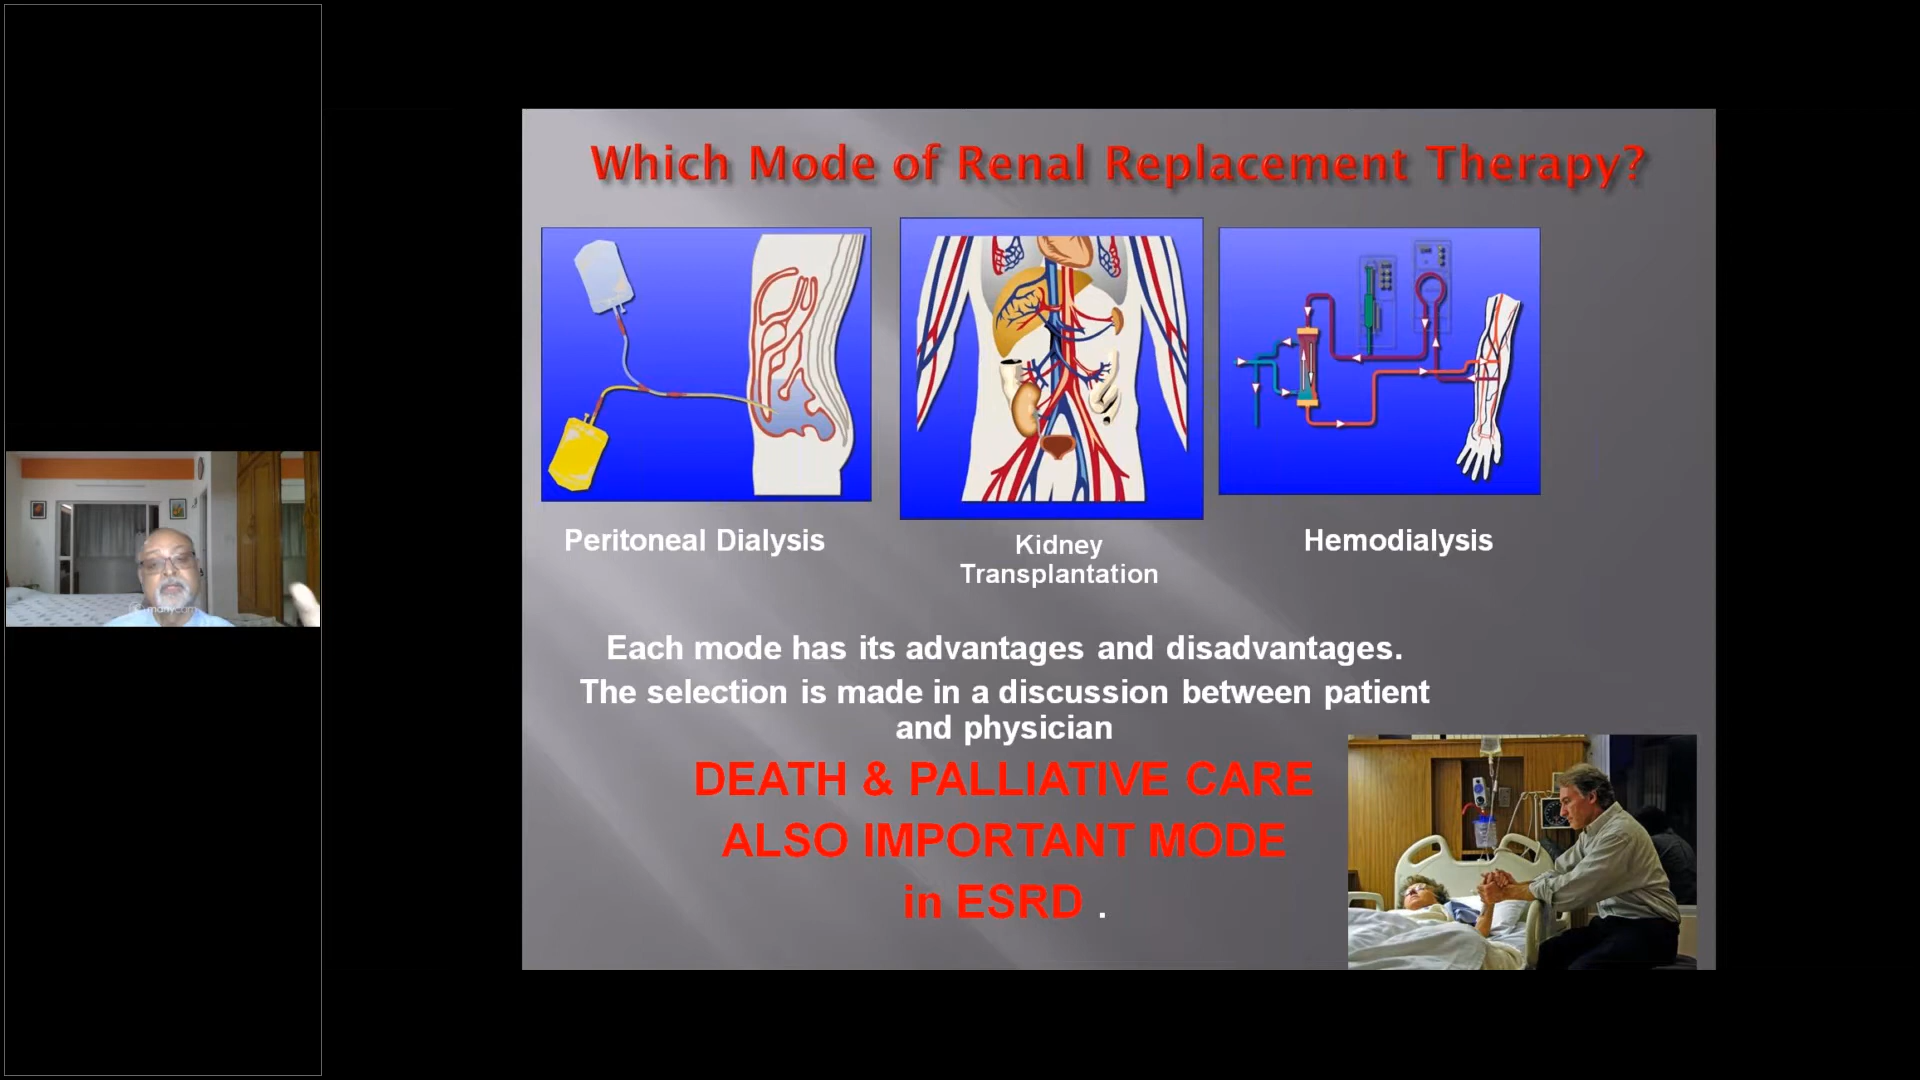 Which Mode of Renal Replacement Therapy?
Peritoneal Dialysis
Kidney
Transplantation
Hemodialysis
Each mode has its advantages and disadvantages.
The selection is made in a discussion between patient
and physician
DEATH & PALLIATIVE CARE
ALSO IMPORTANT MODE
in ESRD .
manycam